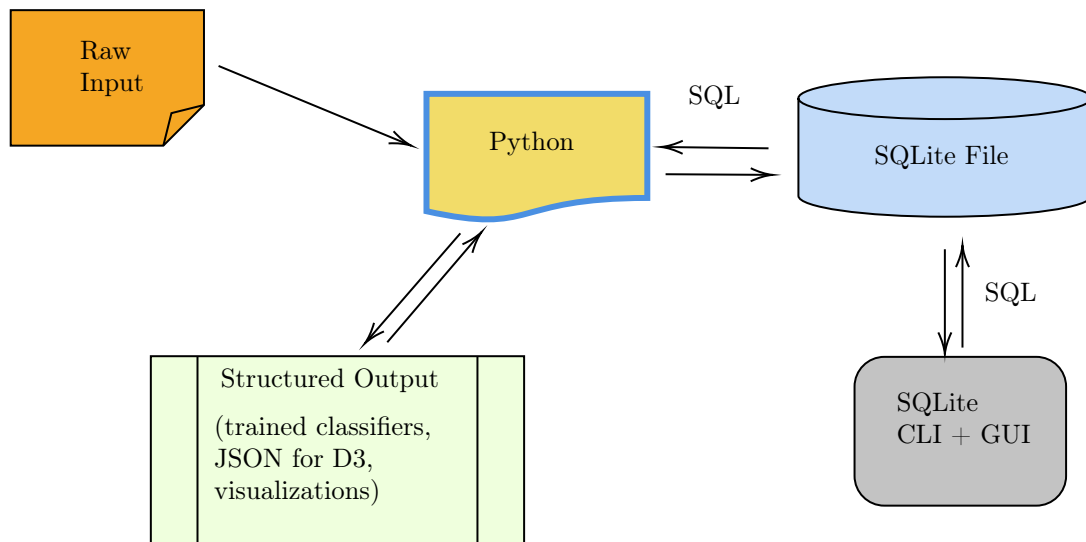 Raw
Input
Python
SQL
SQLite File
SQL
Structured Output
(trained classifiers,
JSON for D3,
visualizations)
SQLite
CLI + GUI